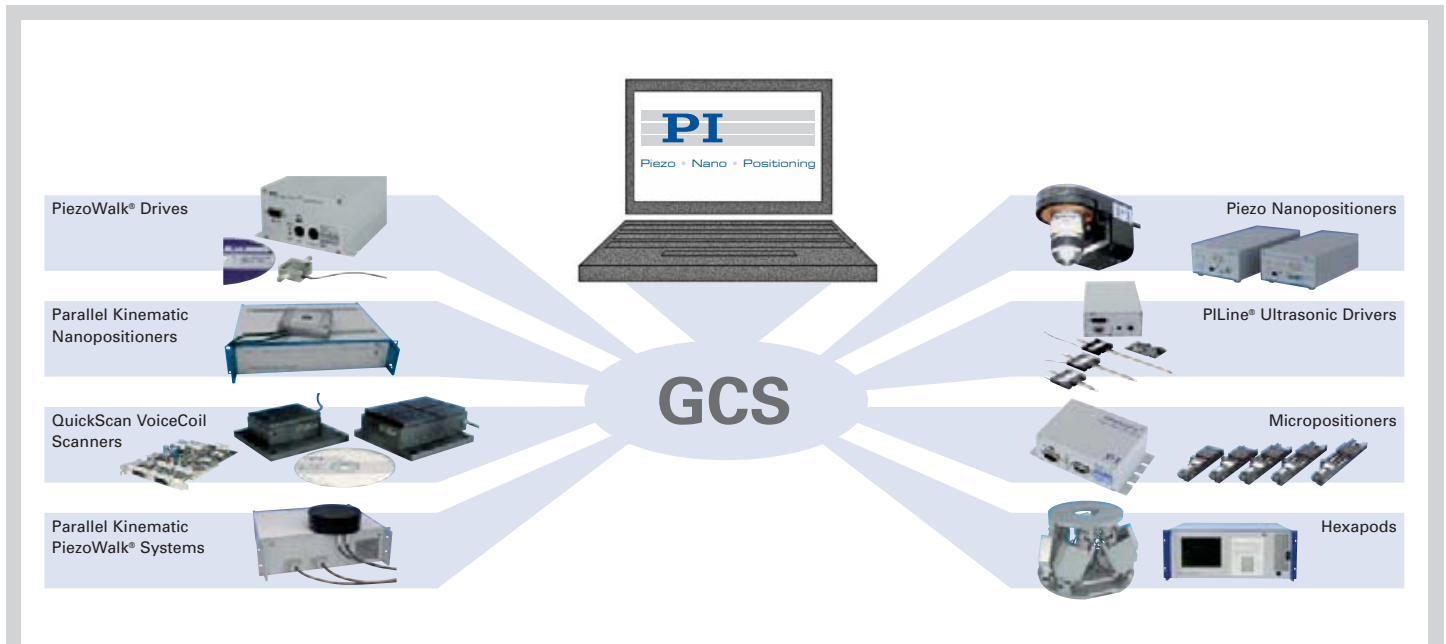 PI
Piezo • Nano • Positioning
PiezoWalk® Drives
Parallel Kinematic
Nanopositioners
QuickScan VoiceCoil
Scanners
Parallel Kinematic
PiezoWalk® Systems
GCS
Piezo Nanopositioners
PILine® Ultrasonic Drivers
Micropositioners
Hexapods